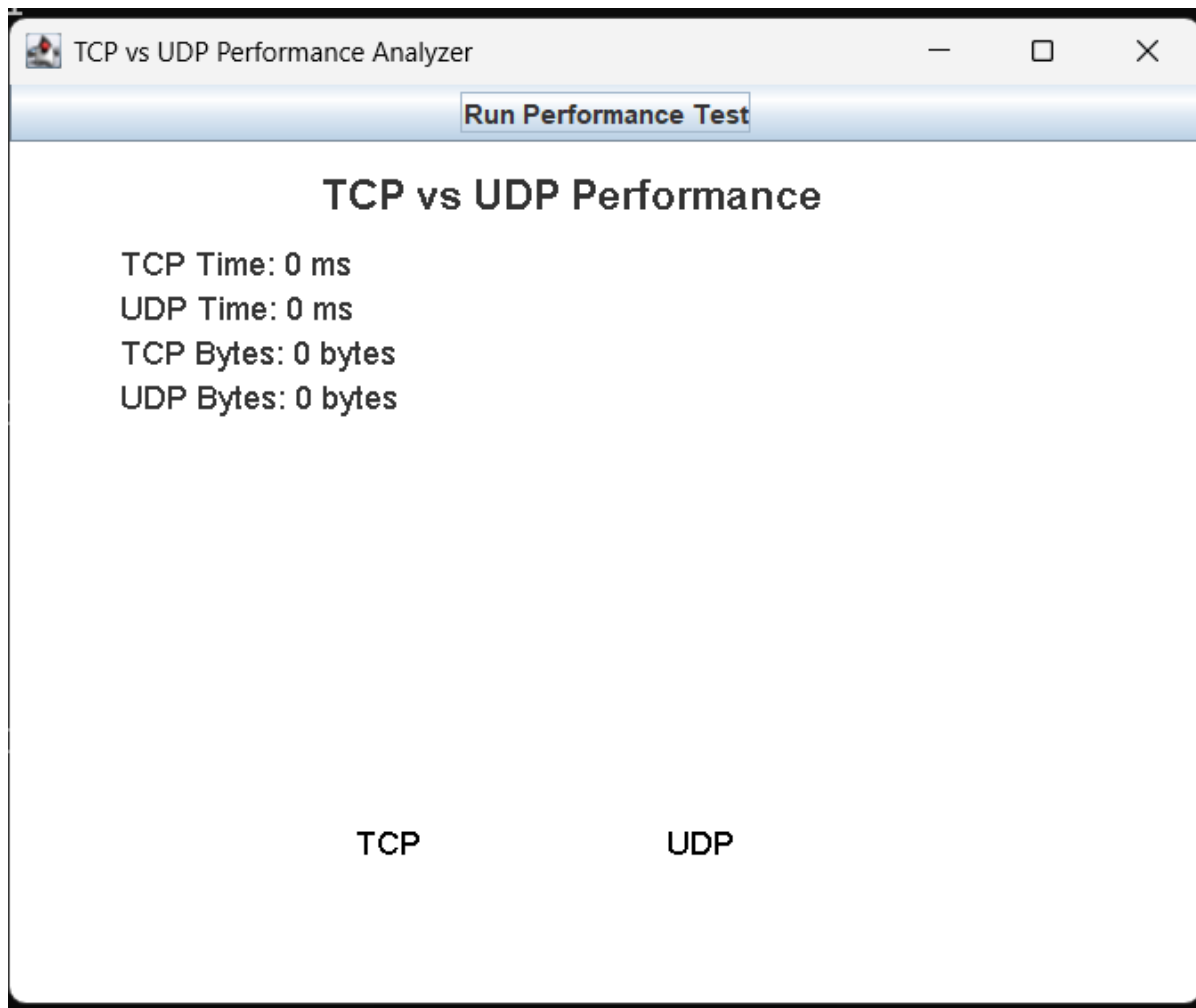 TCP vs UDP Performance Analyzer
Run Performance Test
TCP vs UDP Performance
TCP Time: 0 ms
UDP Time: 0 ms
TCP Bytes: 0 bytes
UDP Bytes: 0 bytes
TCP UDP